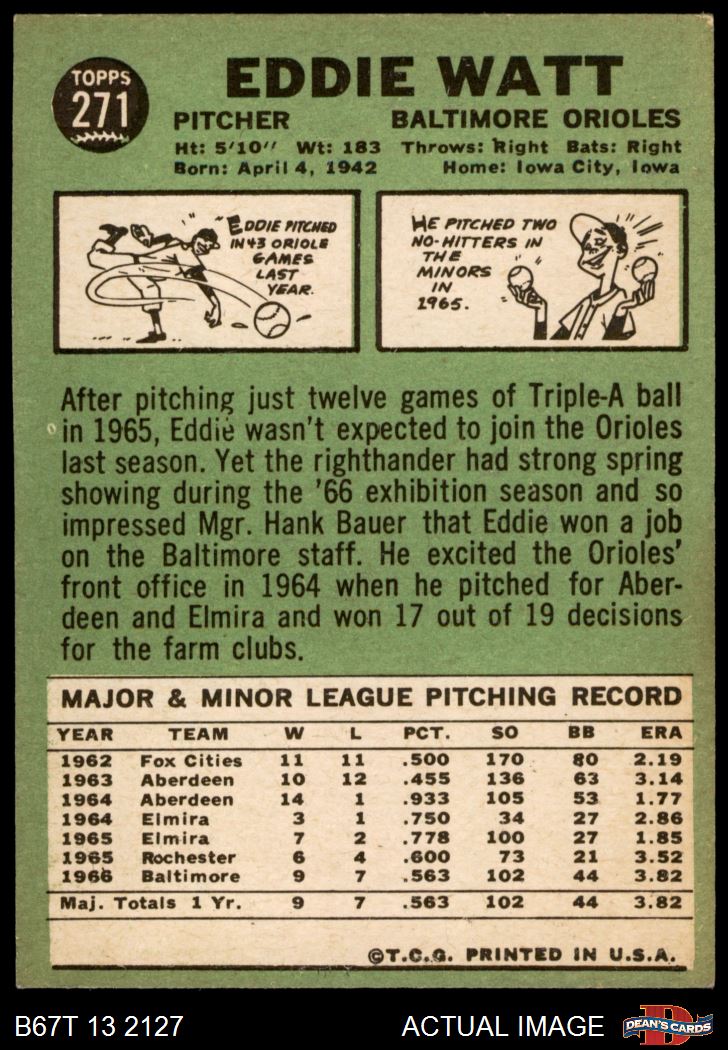 TOPPS
271
EDDIE WATT
PITCHER BALTIMORE ORIOLES
Ht: 5'10" Wt: 183 Throws: Right Bats: Right
Born: April 4, 1942 Home: Iowa City, Iowa
EDDIE PITCHED
IN 43 ORIOLE
GAMES
LAST
YEAR.
HE PITCHED TWO
NO-HITTERS IN
THE
MINORS
IN
1965.
After pitching just twelve games of Triple-A ball
in 1965, Eddie wasn't expected to join the Orioles
last season. Yet the righthander had strong spring
showing during the '66 exhibition season and so
impressed Mgr. Hank Bauer that Eddie won a job
on the Baltimore staff. He excited the Orioles'
front office in 1964 when he pitched for Aber-
deen and Elmira and won 17 out of 19 decisions
for the farm clubs.
MAJOR & MINOR LEAGUE PITCHING RECORD
YEAR TEAM W L PCT. SO BB ERA
1962 Fox Cities 11 11 .500 170 80 2.19
1963 Aberdeen 10 12 .455 136 63 3.14
1964 Aberdeen 14 1 .933 105 53 1.77
1964 Elmira 3 1 .750 34 27 2.86
1965 Elmira 7 2 .778 100 27 1.85
1965 Rochester 6 4 .600 73 21 3.52
1966 Baltimore 9 7 .563 102 44 3.82
Maj. Totals 1 Yr. 9 7 .563 102 44 3.82
©T.C.G. PRINTED IN U.S.A.
B67T 13 2127 ACTUAL IMAGE
D
DEAN'S CARDS